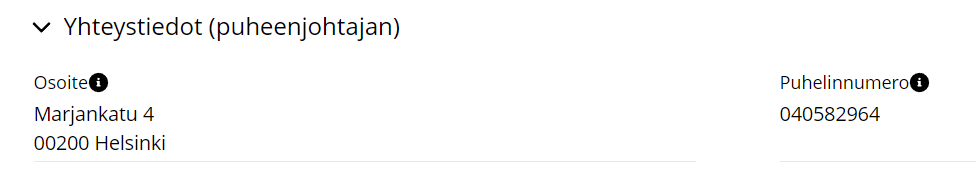 Yhteystiedot (puheenjohtajan)
Osoite
Marjankatu 4
00200 Helsinki
Puhelinnumero
040582964